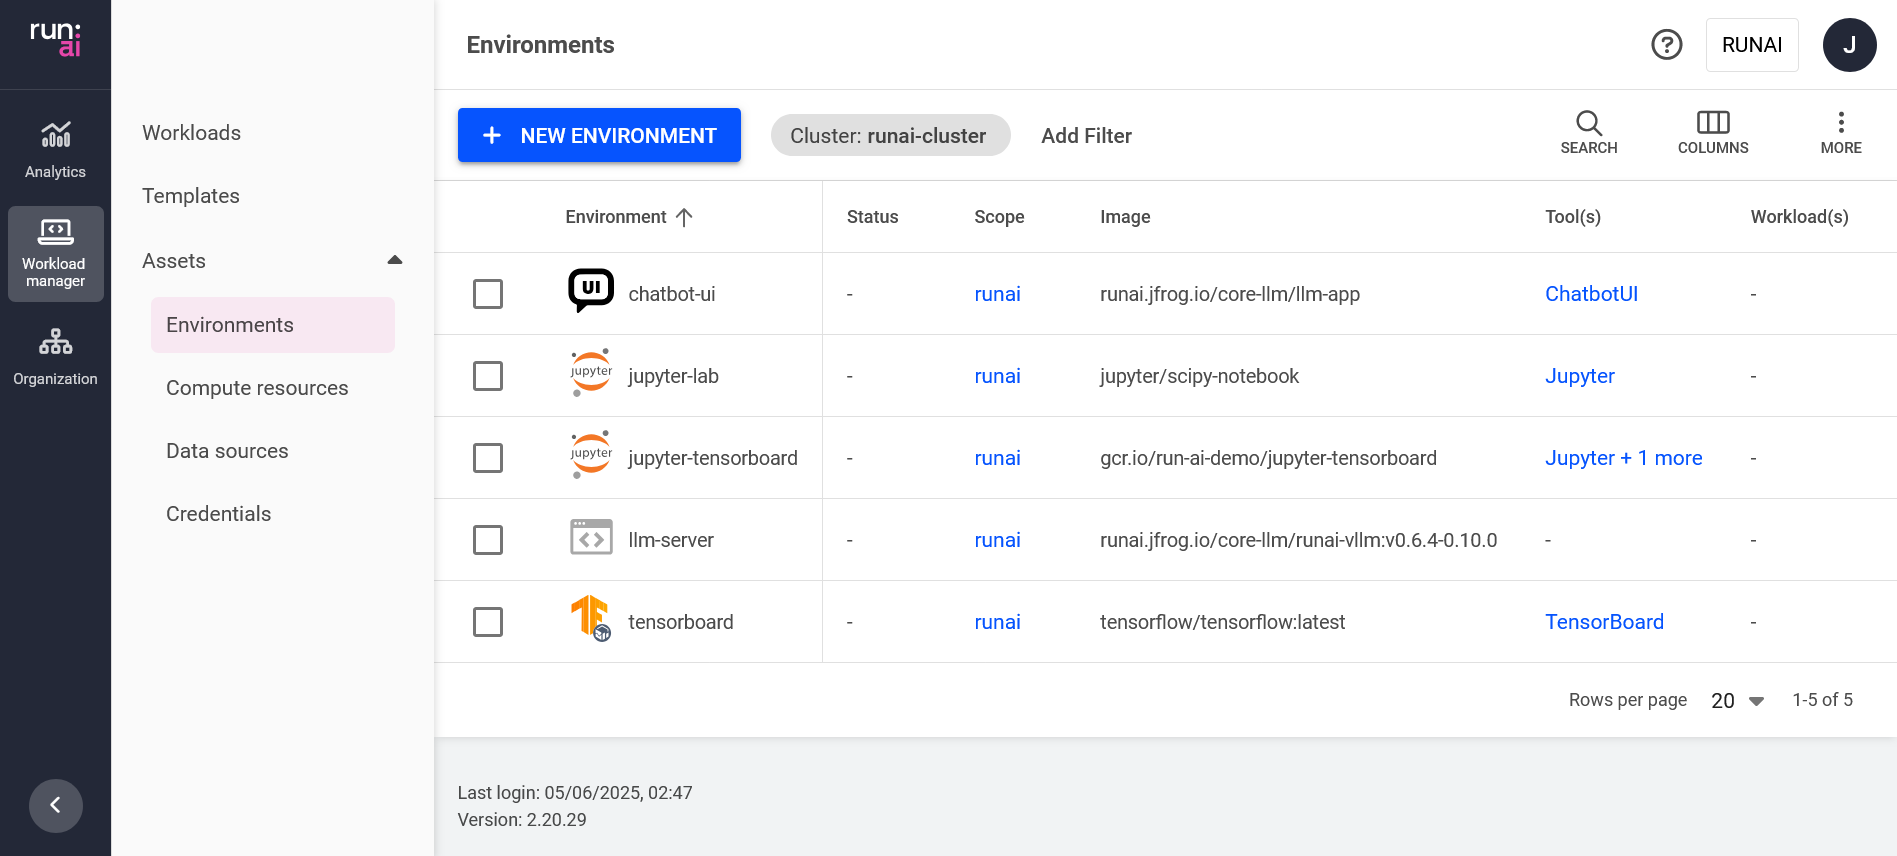 run:
ai
Analytics
Workload
manager
Organization
Workloads
Templates
Assets
Environments
Compute resources
Data sources
Credentials
Environments
RUNAI
J
NEW ENVIRONMENT
Cluster: runai-cluster
Add Filter
SEARCH
COLUMNS
MORE
Environment Status Scope Image Tool(s) Workload(s)
UI chatbot-ui - runai runai.jfrog.io/core-llm/llm-app ChatbotUI -
jupyter jupyter-lab - runai jupyter/scipy-notebook Jupyter -
jupyter jupyter-tensorboard - runai gcr.io/run-ai-demo/jupyter-tensorboard Jupyter + 1 more -
llm-server - runai runai.jfrog.io/core-llm/runai-vllm:v0.6.4-0.10.0 - -
tensorboard - runai tensorflow/tensorflow:latest TensorBoard -
Rows per page 20 1-5 of 5
Last login: 05/06/2025, 02:47
Version: 2.20.29